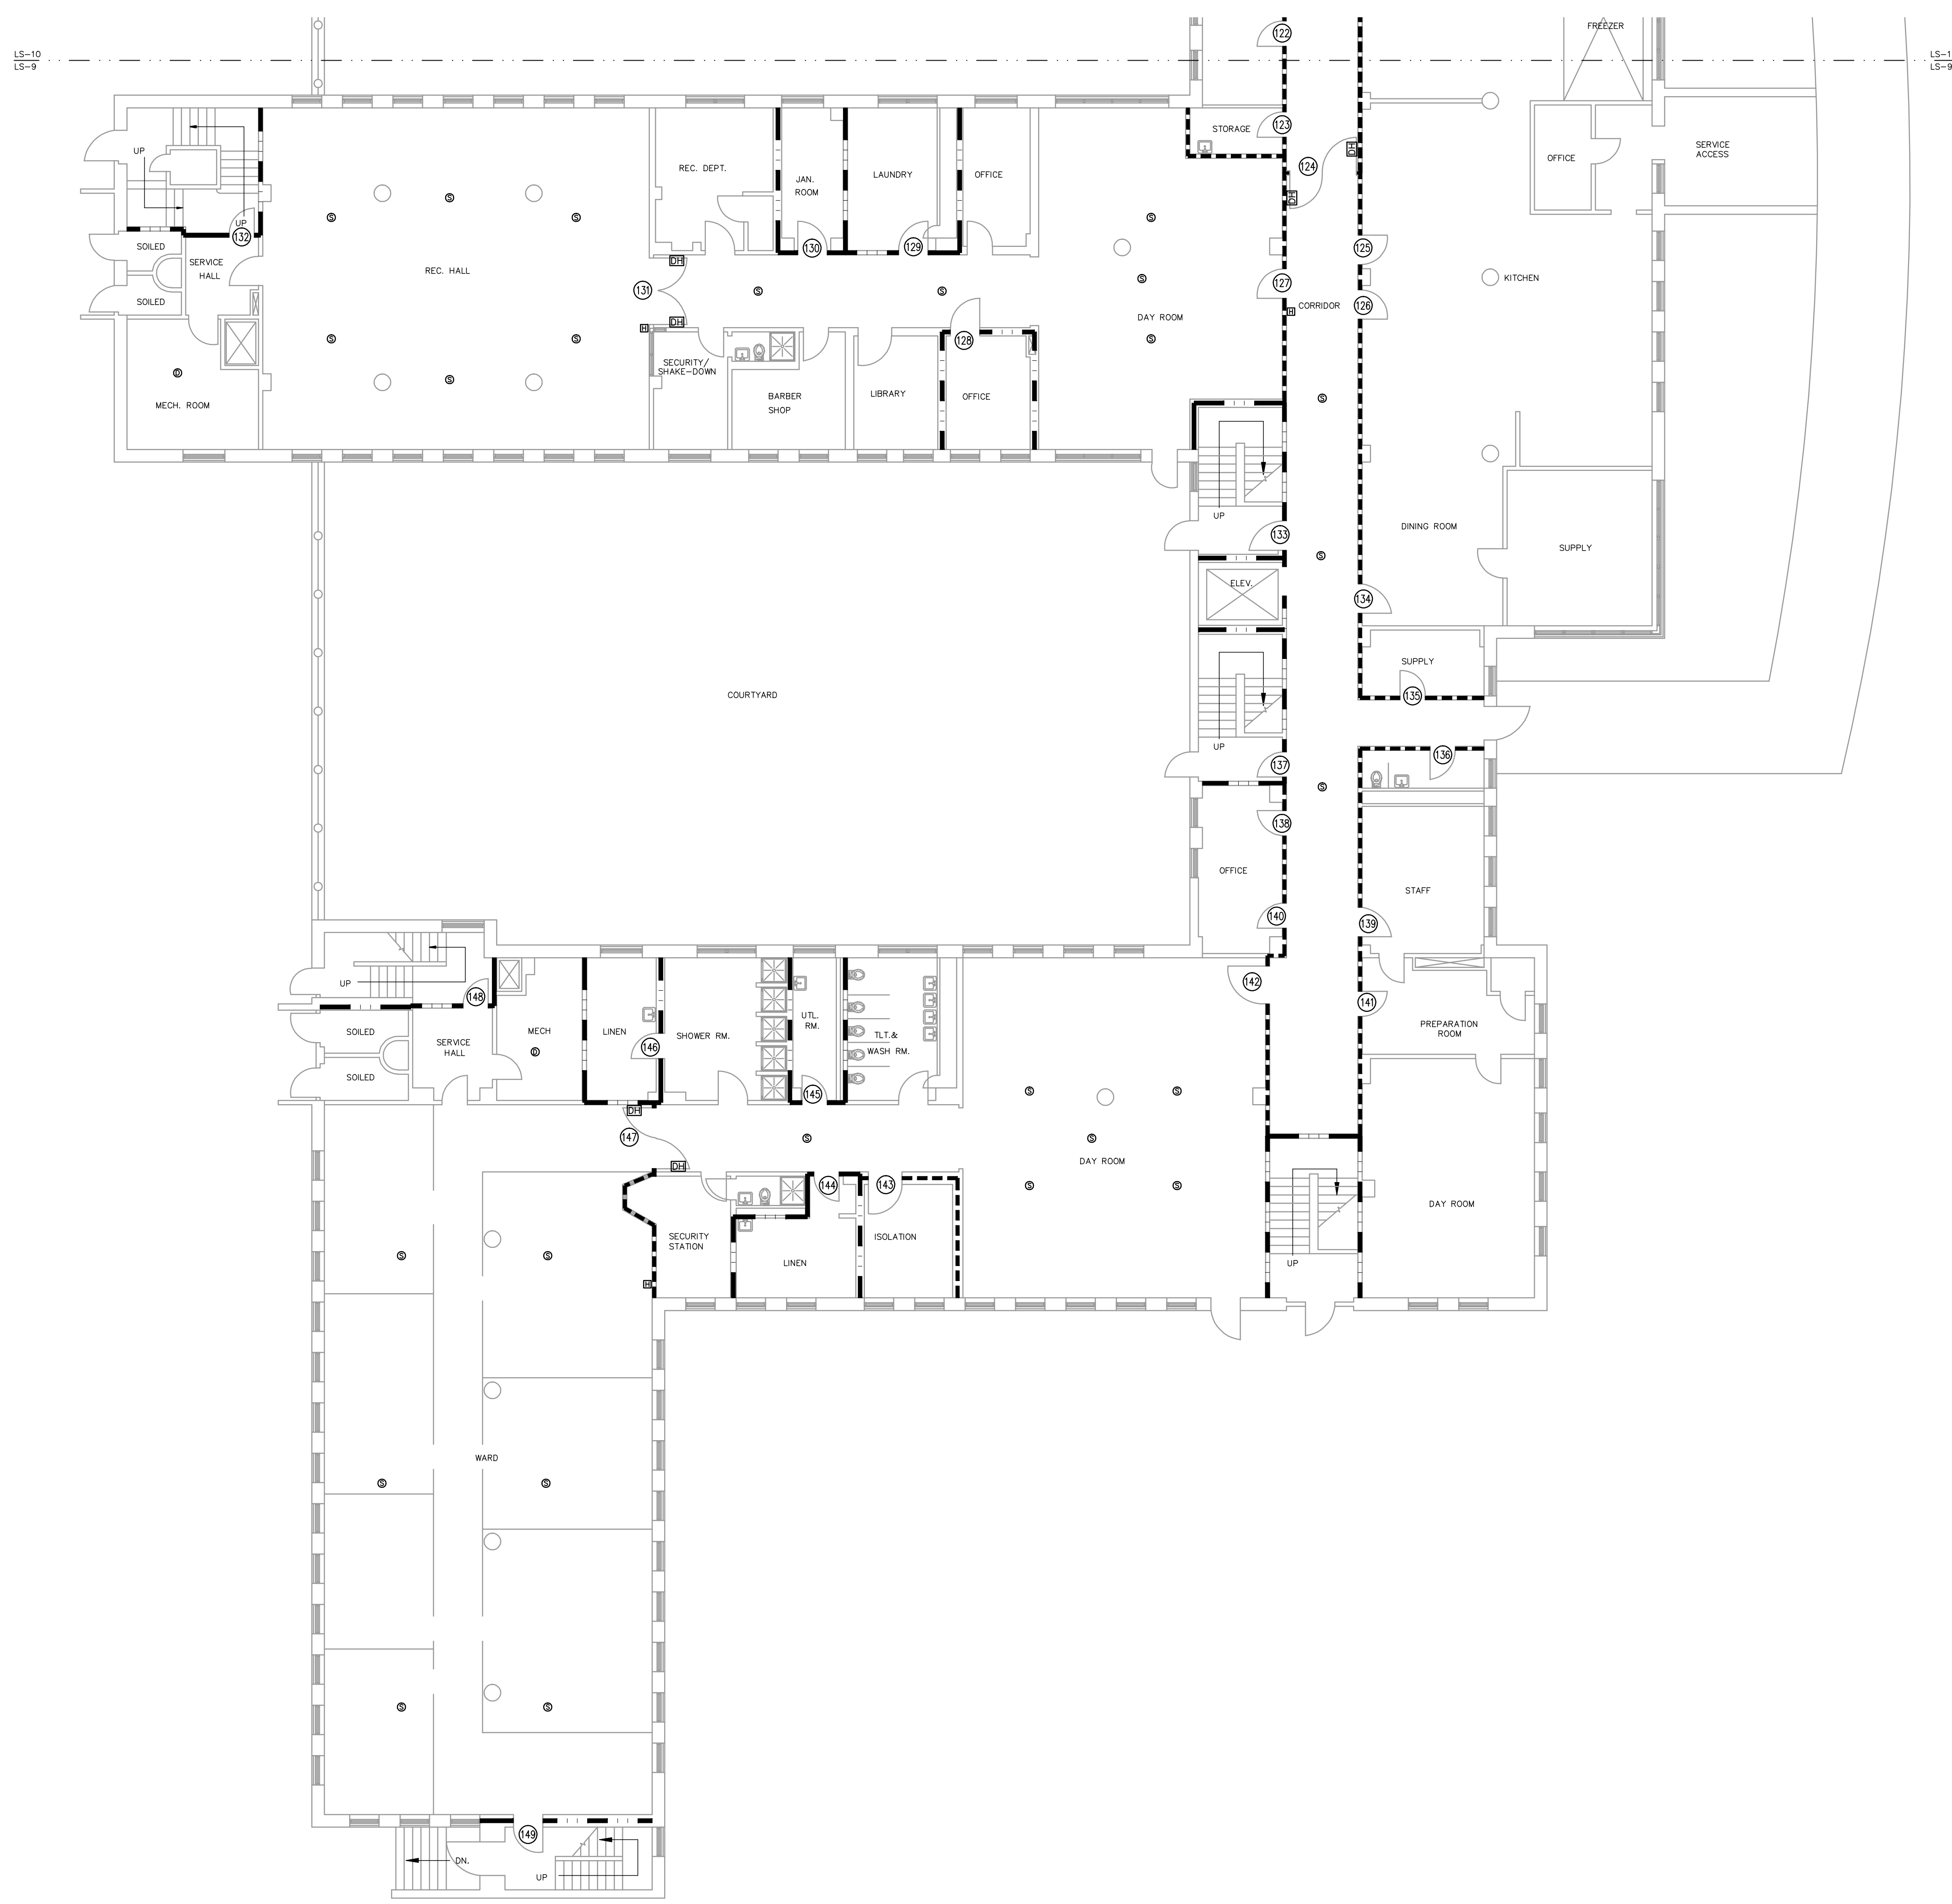 FREEZER
122
LS-10
LS-9
LS-1
LS-9
STORAGE
123
OFFICE
SERVICE
ACCESS
UP
REC. DEPT.
JAN.
ROOM
LAUNDRY
OFFICE
124
DH
DH
S
S
S
S
UP
132
SOILED
SERVICE
HALL
SOILED
REC. HALL
130
129
125
DH
131
DH
H
S
S
S
DAY ROOM
127
CORRIDOR
H
126
KITCHEN
S
S
S
S
128
D
MECH. ROOM
SECURITY/
SHAKE-DOWN
BARBER
SHOP
LIBRARY
OFFICE
S
UP
DINING ROOM
133
S
SUPPLY
ELEV.
134
SUPPLY
COURTYARD
135
UP
137
136
S
138
OFFICE
STAFF
140
139
UP
148
142
141
SOILED
SERVICE
HALL
SOILED
MECH
D
LINEN
146
SHOWER RM.
UTL.
RM.
TLT.&
WASH RM.
PREPARATION
ROOM
145
S
S
DH
147
DH
S
S
DAY ROOM
S
S
144
143
SECURITY
STATION
LINEN
ISOLATION
DAY ROOM
UP
S
S
H
WARD
S
S
S
S
149
DN.
UP